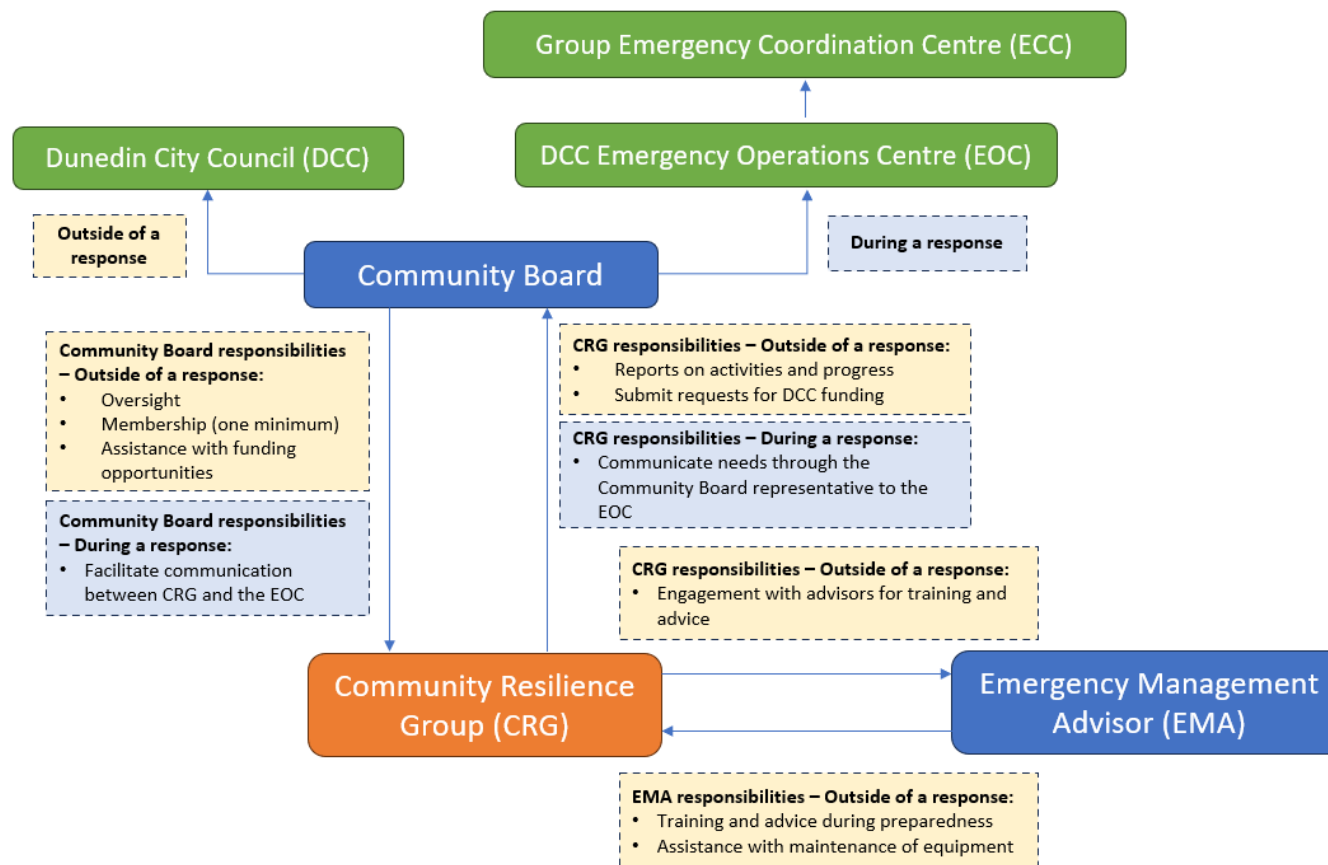 Group Emergency Coordination Centre (ECC)
Dunedin City Council (DCC)
DCC Emergency Operations Centre (EOC)
Outside of a
response
During a response
Community Board
Community Board responsibilities
– Outside of a response:
• Oversight
• Membership (one minimum)
• Assistance with funding
opportunities
Community Board responsibilities
– During a response:
• Facilitate communication
between CRG and the EOC
CRG responsibilities – Outside of a response:
• Reports on activities and progress
• Submit requests for DCC funding
CRG responsibilities – During a response:
• Communicate needs through the
Community Board representative to the
EOC
CRG responsibilities – Outside of a response:
• Engagement with advisors for training and
advice
Community Resilience
Group (CRG)
Emergency Management
Advisor (EMA)
EMA responsibilities – Outside of a response:
• Training and advice during preparedness
• Assistance with maintenance of equipment